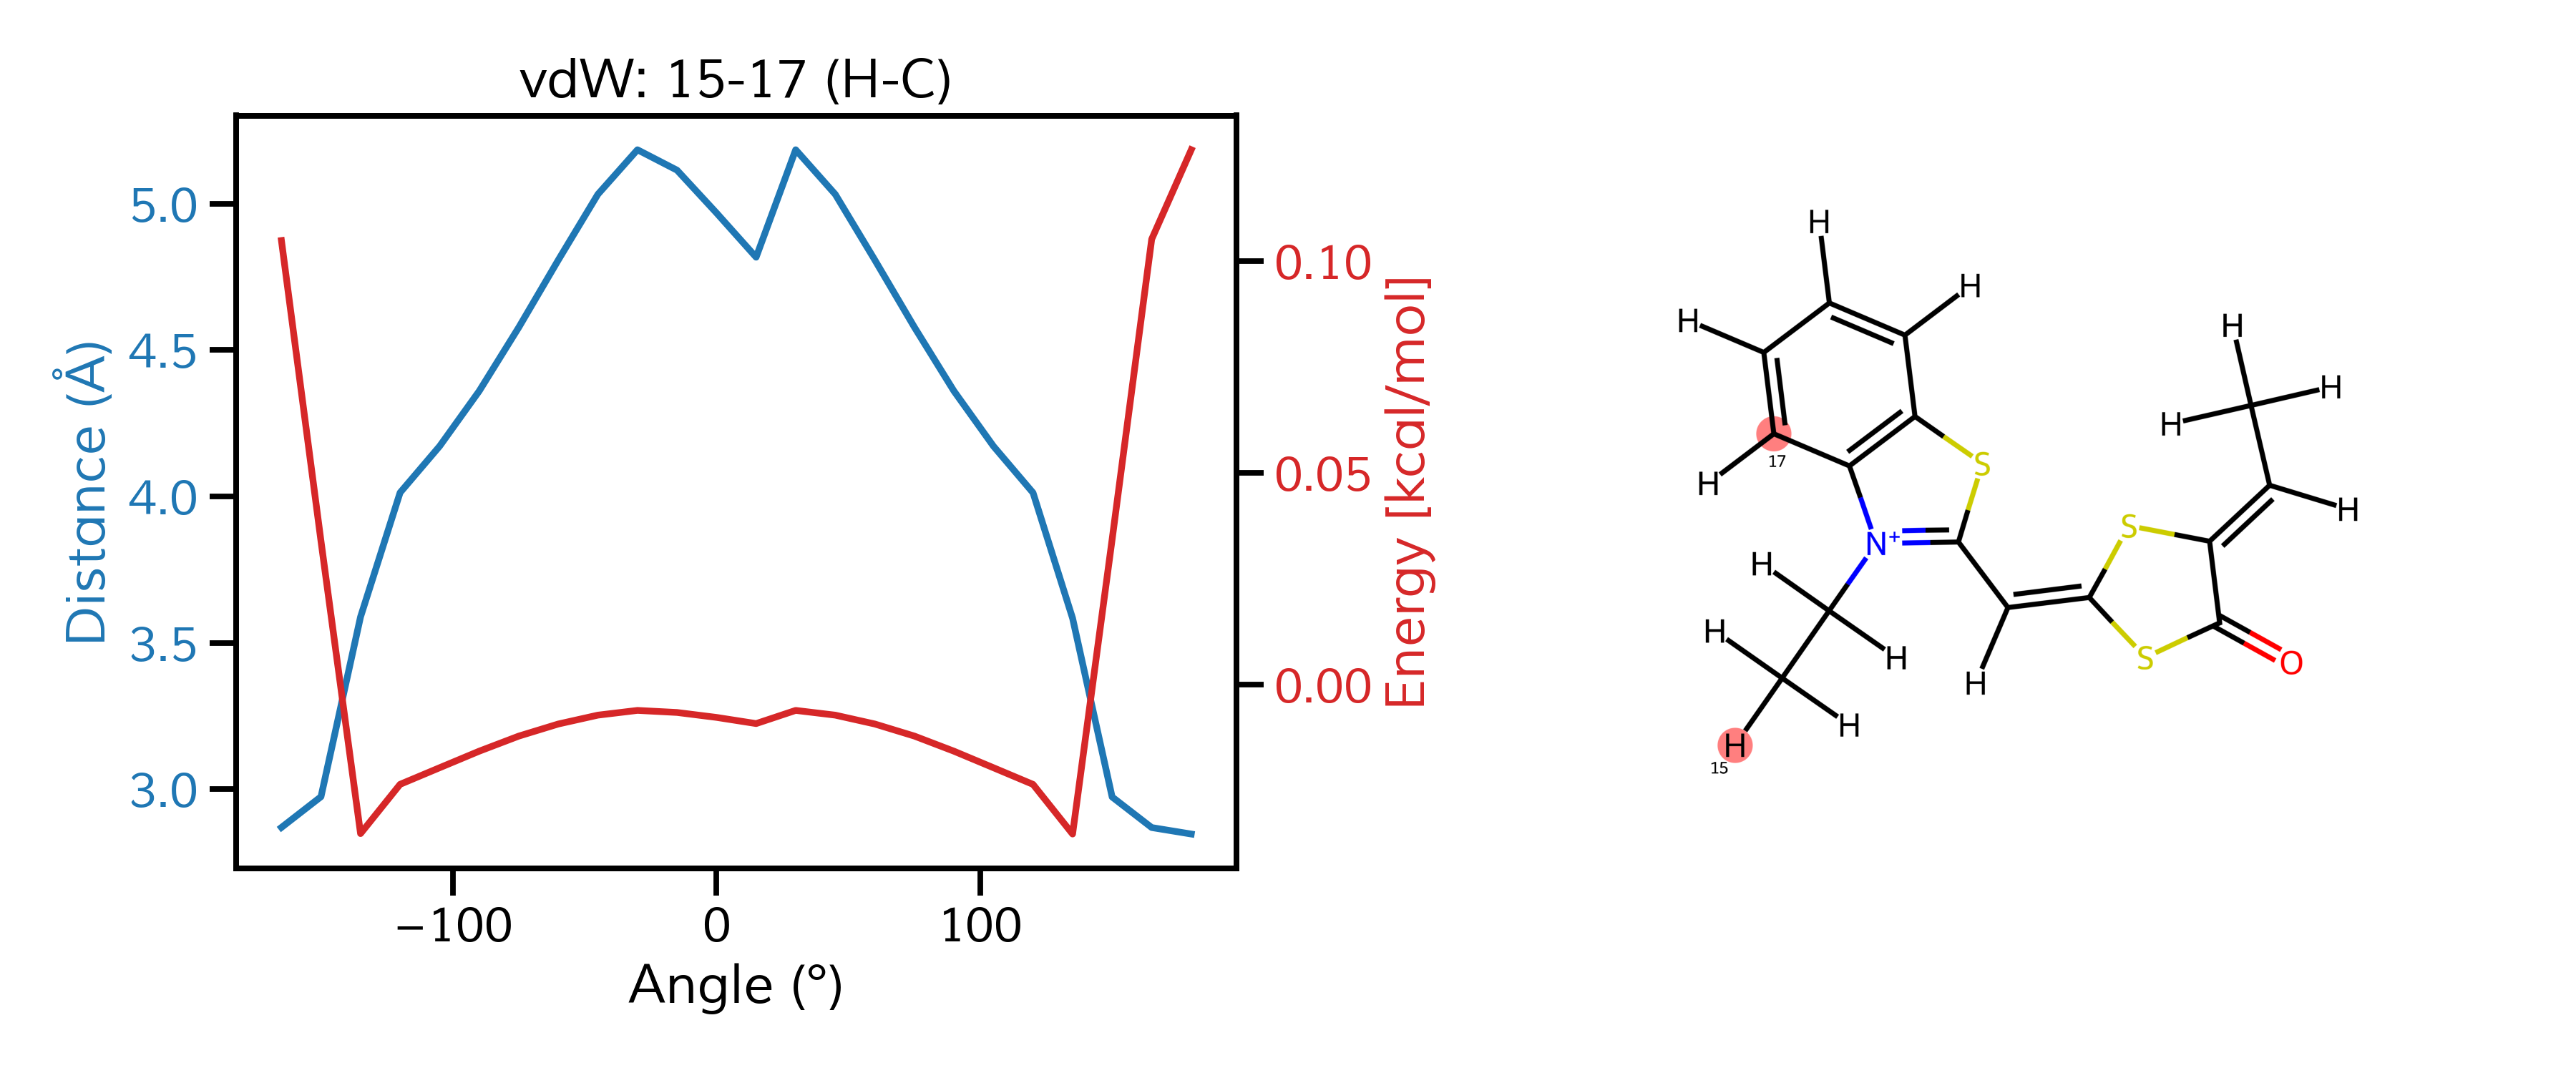 vdW: 15-17 (H-C)
Distance (Å)
5.0
4.5
4.0
3.5
3.0
−100
0
100
Angle (°)
0.10
0.05
0.00
Energy [kcal/mol]
H
H
H
H
17
H
S
N+
H
H
H
H
H
15
H
S
S
O
H
H
H
H